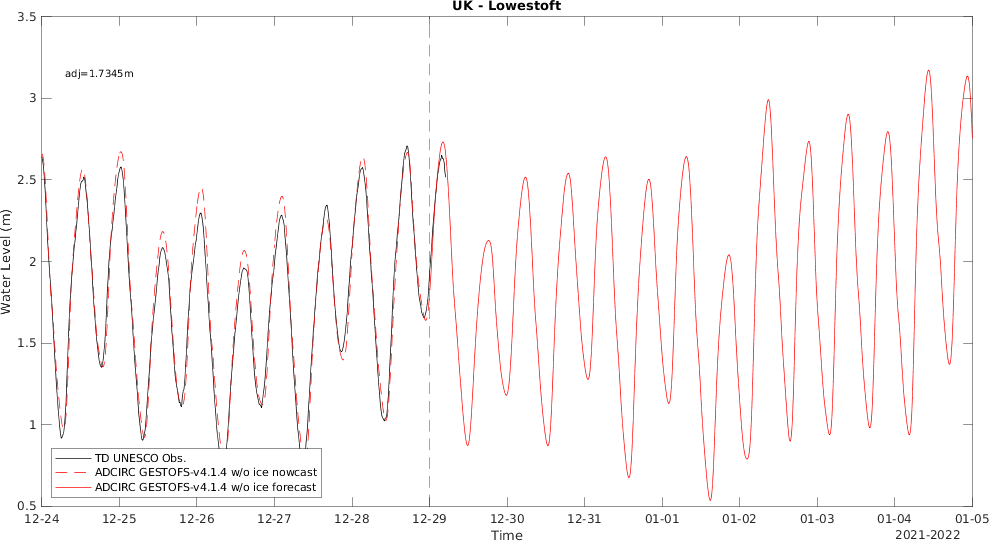 UK - Lowestoft
3.5
adj=1.7345m
3
2.5
2
1.5
1
0.5
Water Level (m)
TD UNESCO Obs.
ADCIRC GESTOFS-v4.1.4 w/o ice nowcast
ADCIRC GESTOFS-v4.1.4 w/o ice forecast
12-24 12-25 12-26 12-27 12-28 12-29 12-30 12-31 01-01 01-02 01-03 01-04 01-05
Time
2021-2022